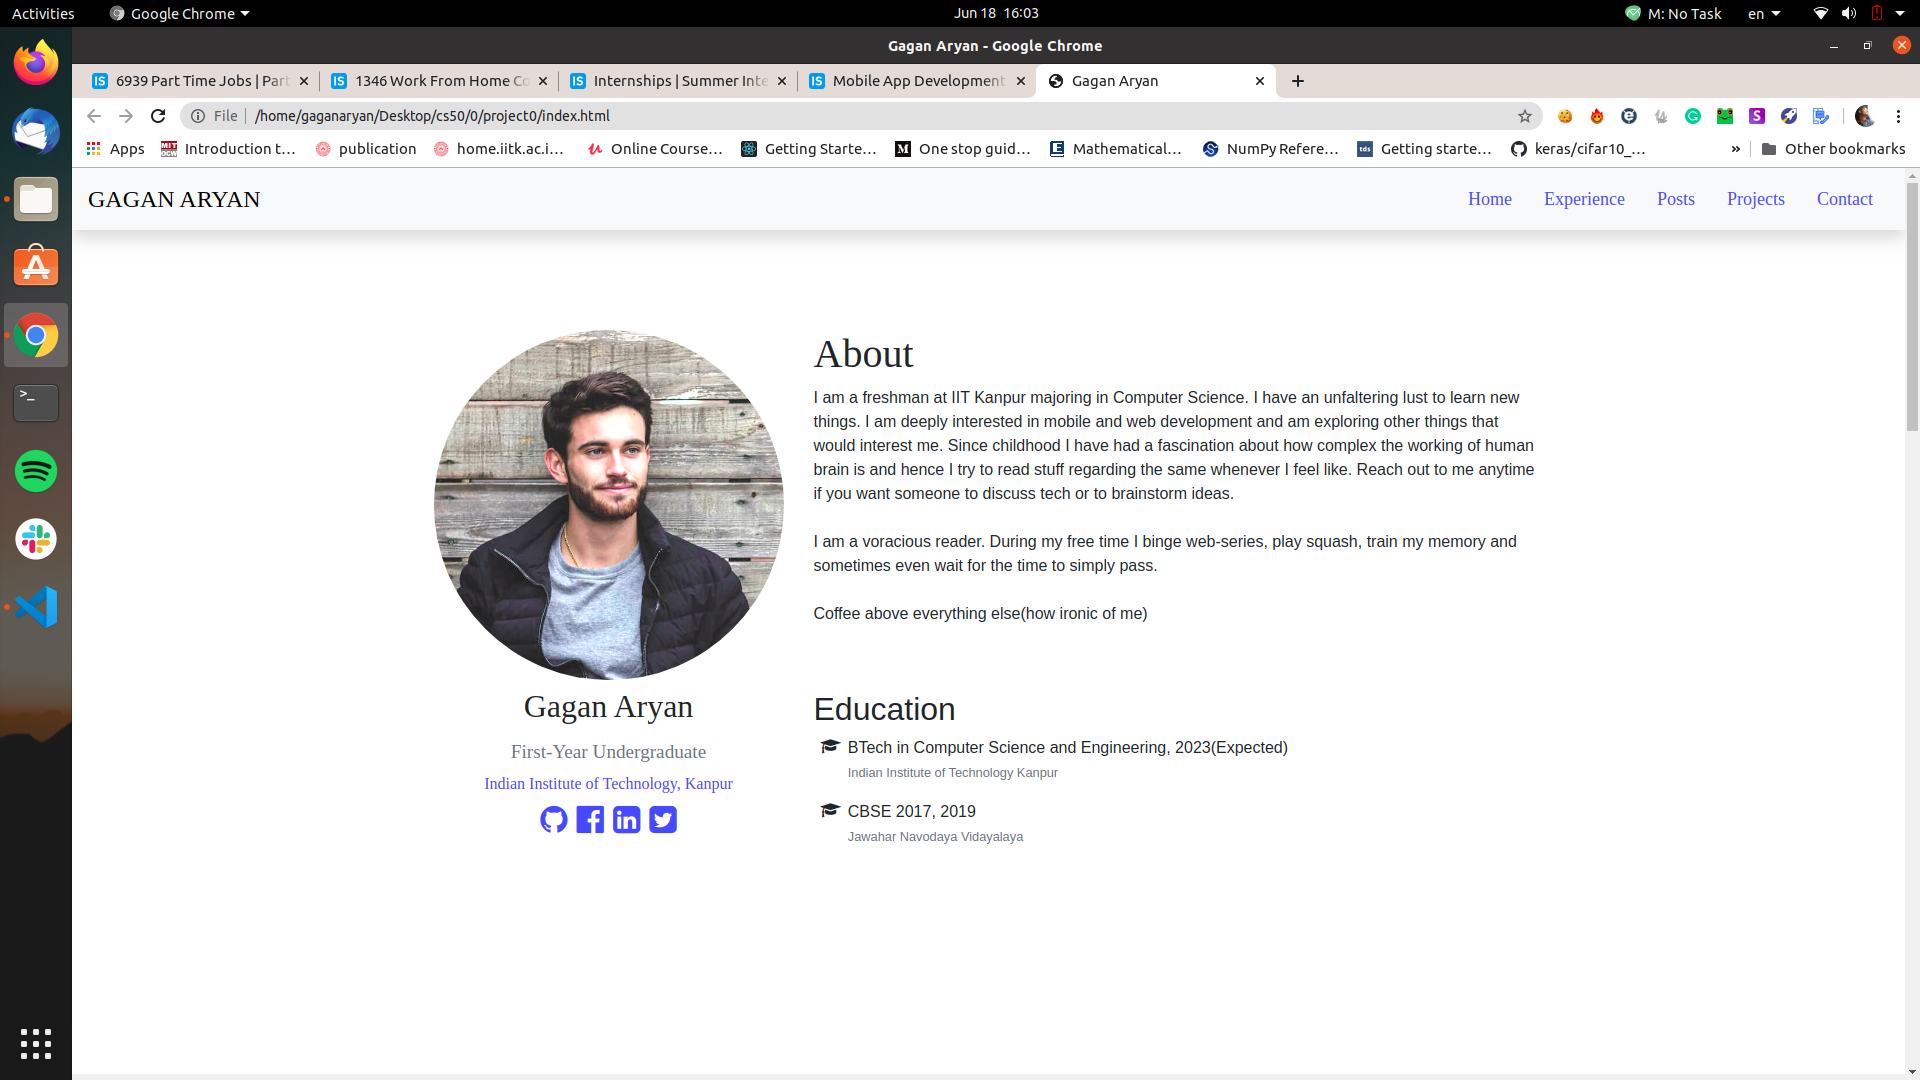 Activities Google Chrome Jun 18 16:03 M: No Task en
Gagan Aryan - Google Chrome
6939 Part Time Jobs | Part 1346 Work From Home Co Internships | Summer Inte Mobile App Development Gagan Aryan
File /home/gaganaryan/Desktop/cs50/0/project0/index.html
Apps Introduction t... publication home.iitk.ac.i... Online Course... Getting Starte... One stop guid... Mathematical... NumPy Refere... Getting starte... keras/cifar10_... » Other bookmarks
GAGAN ARYAN Home Experience Posts Projects Contact
About
I am a freshman at IIT Kanpur majoring in Computer Science. I have an unfaltering lust to learn new
things. I am deeply interested in mobile and web development and am exploring other things that
would interest me. Since childhood I have had a fascination about how complex the working of human
brain is and hence I try to read stuff regarding the same whenever I feel like. Reach out to me anytime
if you want someone to discuss tech or to brainstorm ideas.
I am a voracious reader. During my free time I binge web-series, play squash, train my memory and
sometimes even wait for the time to simply pass.
Coffee above everything else(how ironic of me)
Gagan Aryan
First-Year Undergraduate
Indian Institute of Technology, Kanpur
Education
BTech in Computer Science and Engineering, 2023(Expected)
Indian Institute of Technology Kanpur
CBSE 2017, 2019
Jawahar Navodaya Vidayalaya